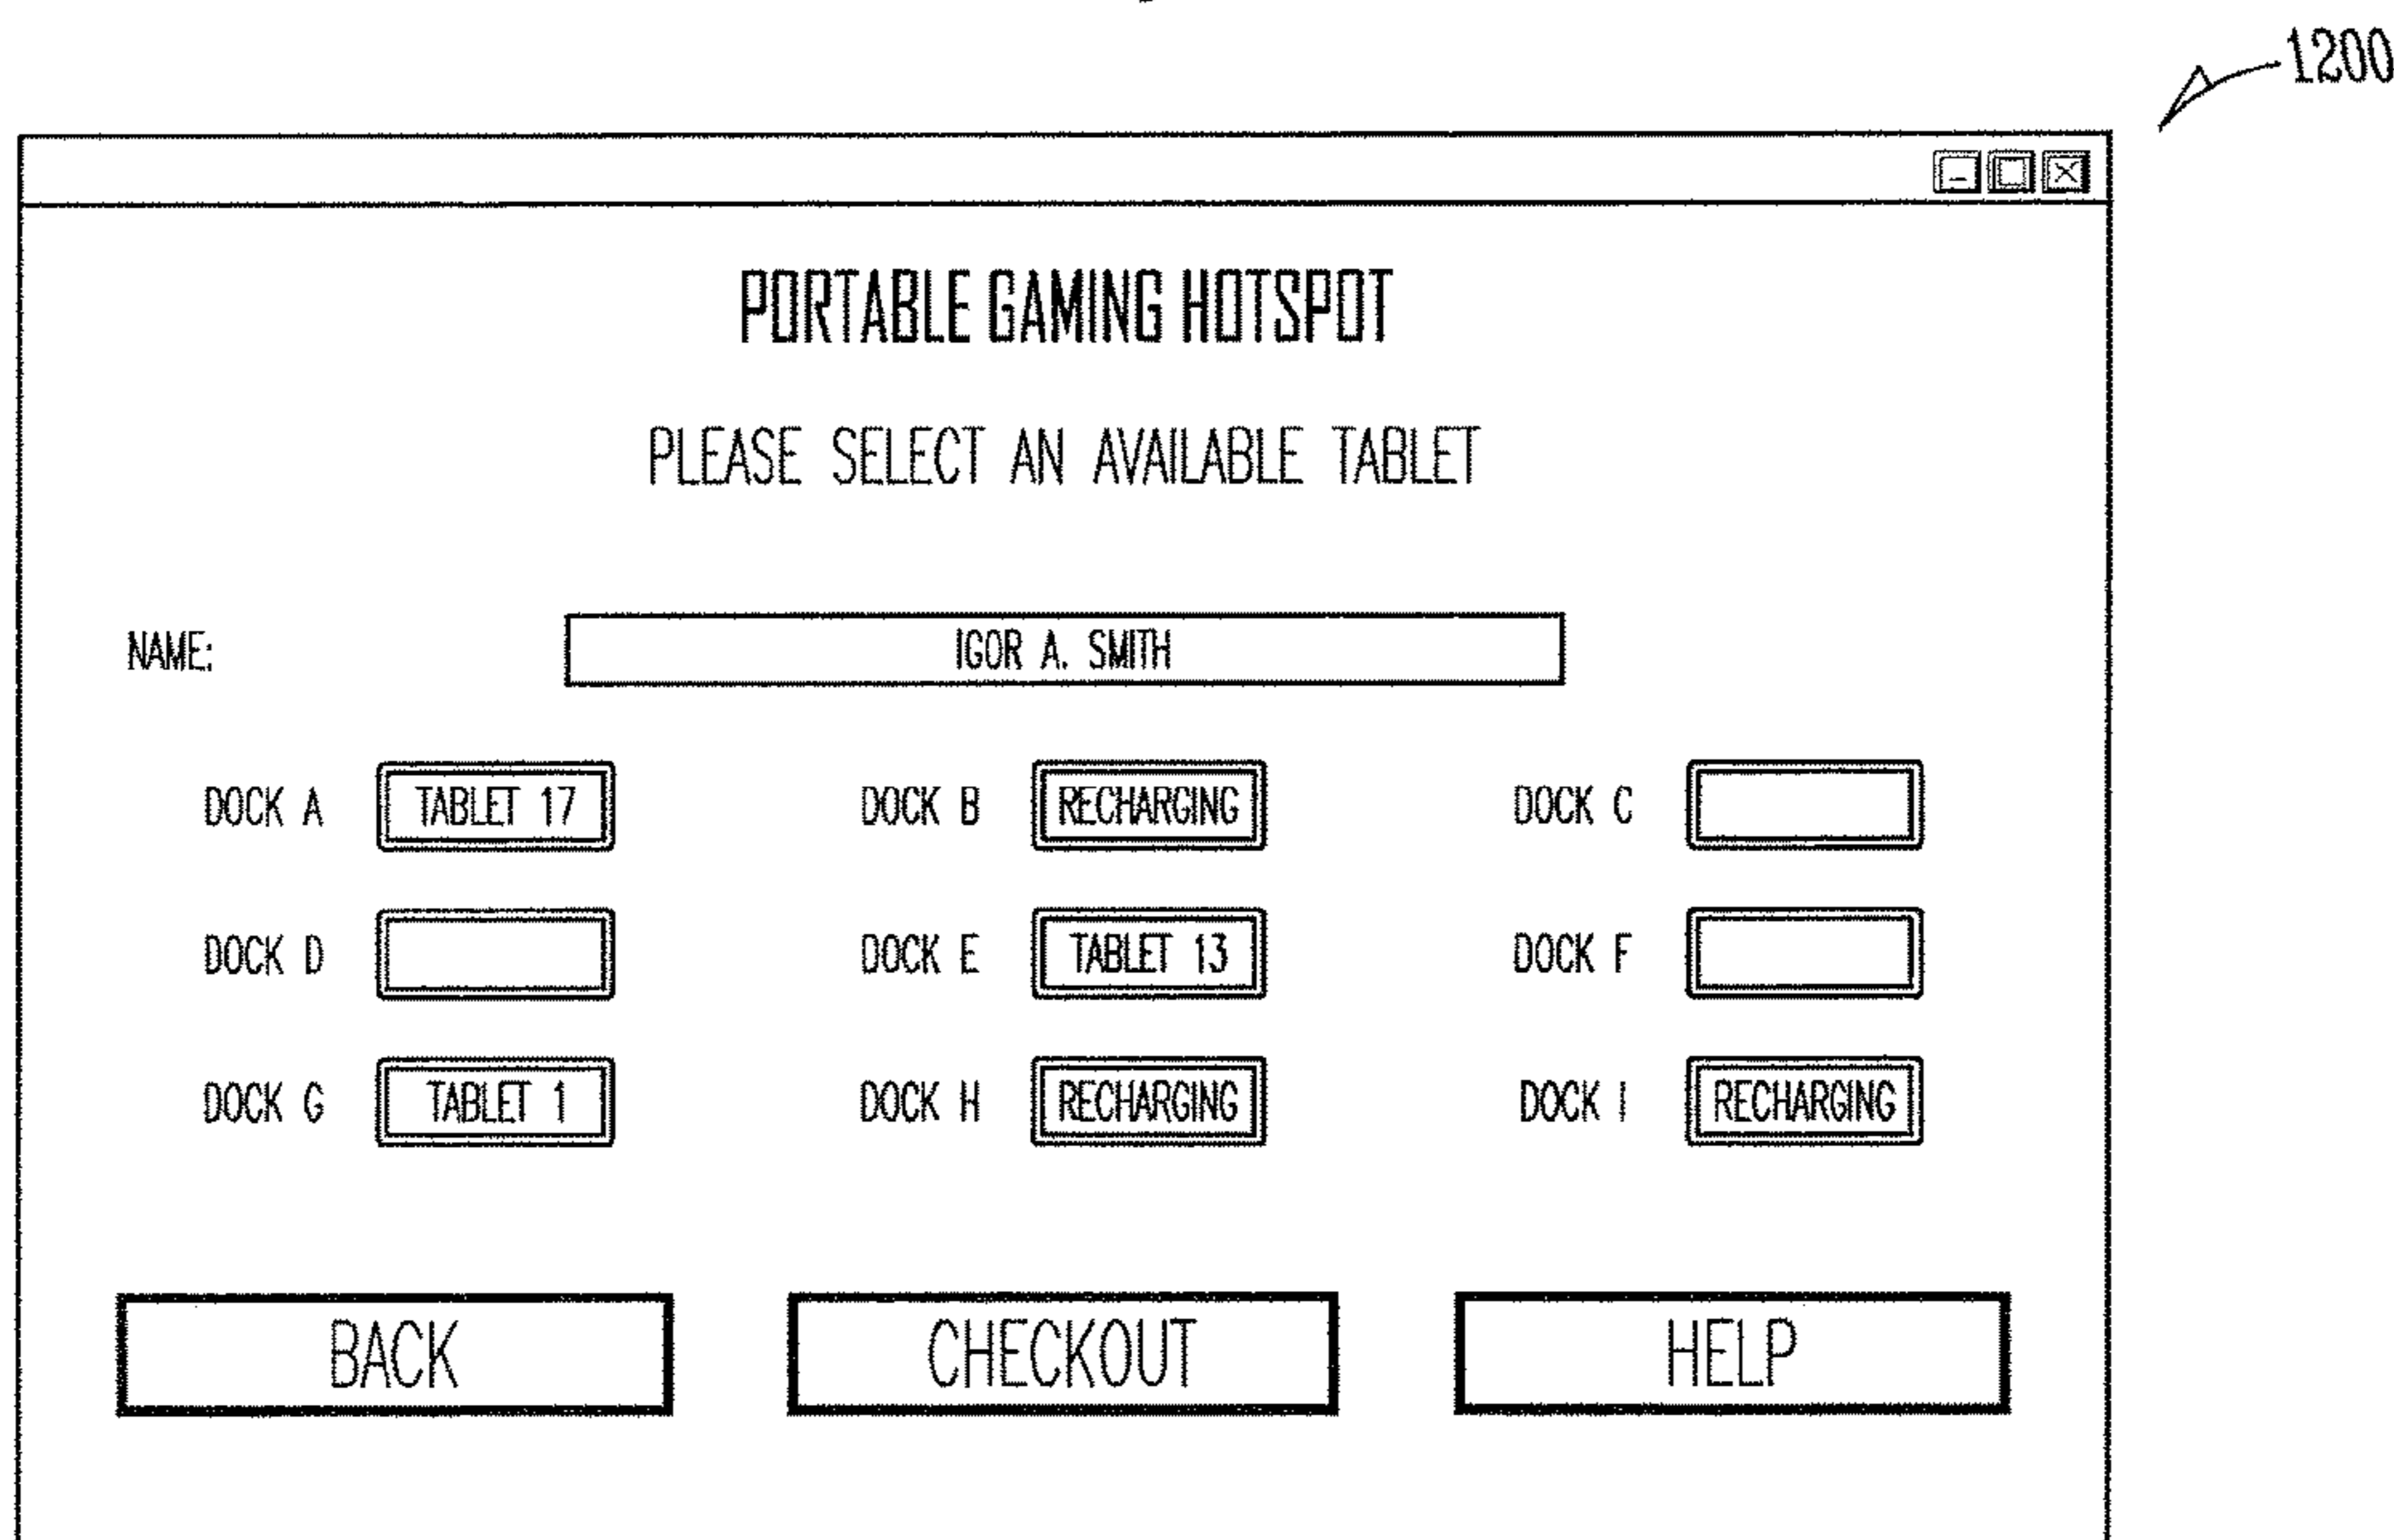 1200
PORTABLE GAMING HOTSPOT
PLEASE SELECT AN AVAILABLE TABLET
NAME: IGOR A. SMITH
DOCK A TABLET 17 DOCK B RECHARGING DOCK C
DOCK D DOCK E TABLET 13 DOCK F
DOCK G TABLET 1 DOCK H RECHARGING DOCK I RECHARGING
BACK CHECKOUT HELP